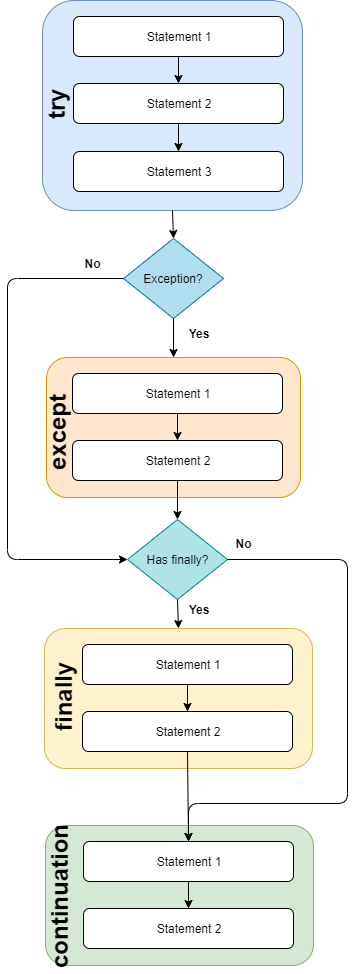 try
Statement 1
Statement 2
Statement 3
Exception?
No
Yes
except
Statement 1
Statement 2
Has finally?
No
Yes
finally
Statement 1
Statement 2
continuation
Statement 1
Statement 2